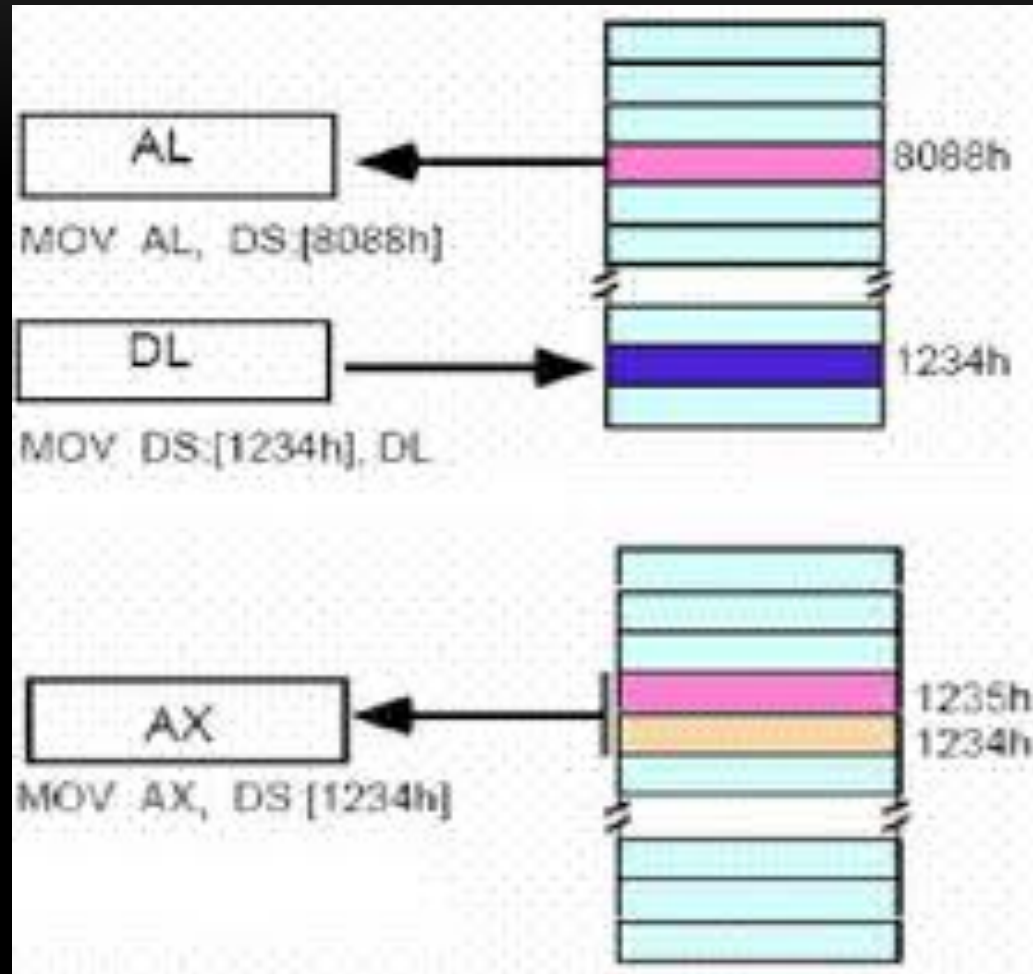 AL
8088h
MOV AL, DS:[8088h]
DL
1234h
MOV DS:[1234h], DL
1235h
1234h
AX
MOV AX, DS:[1234h]